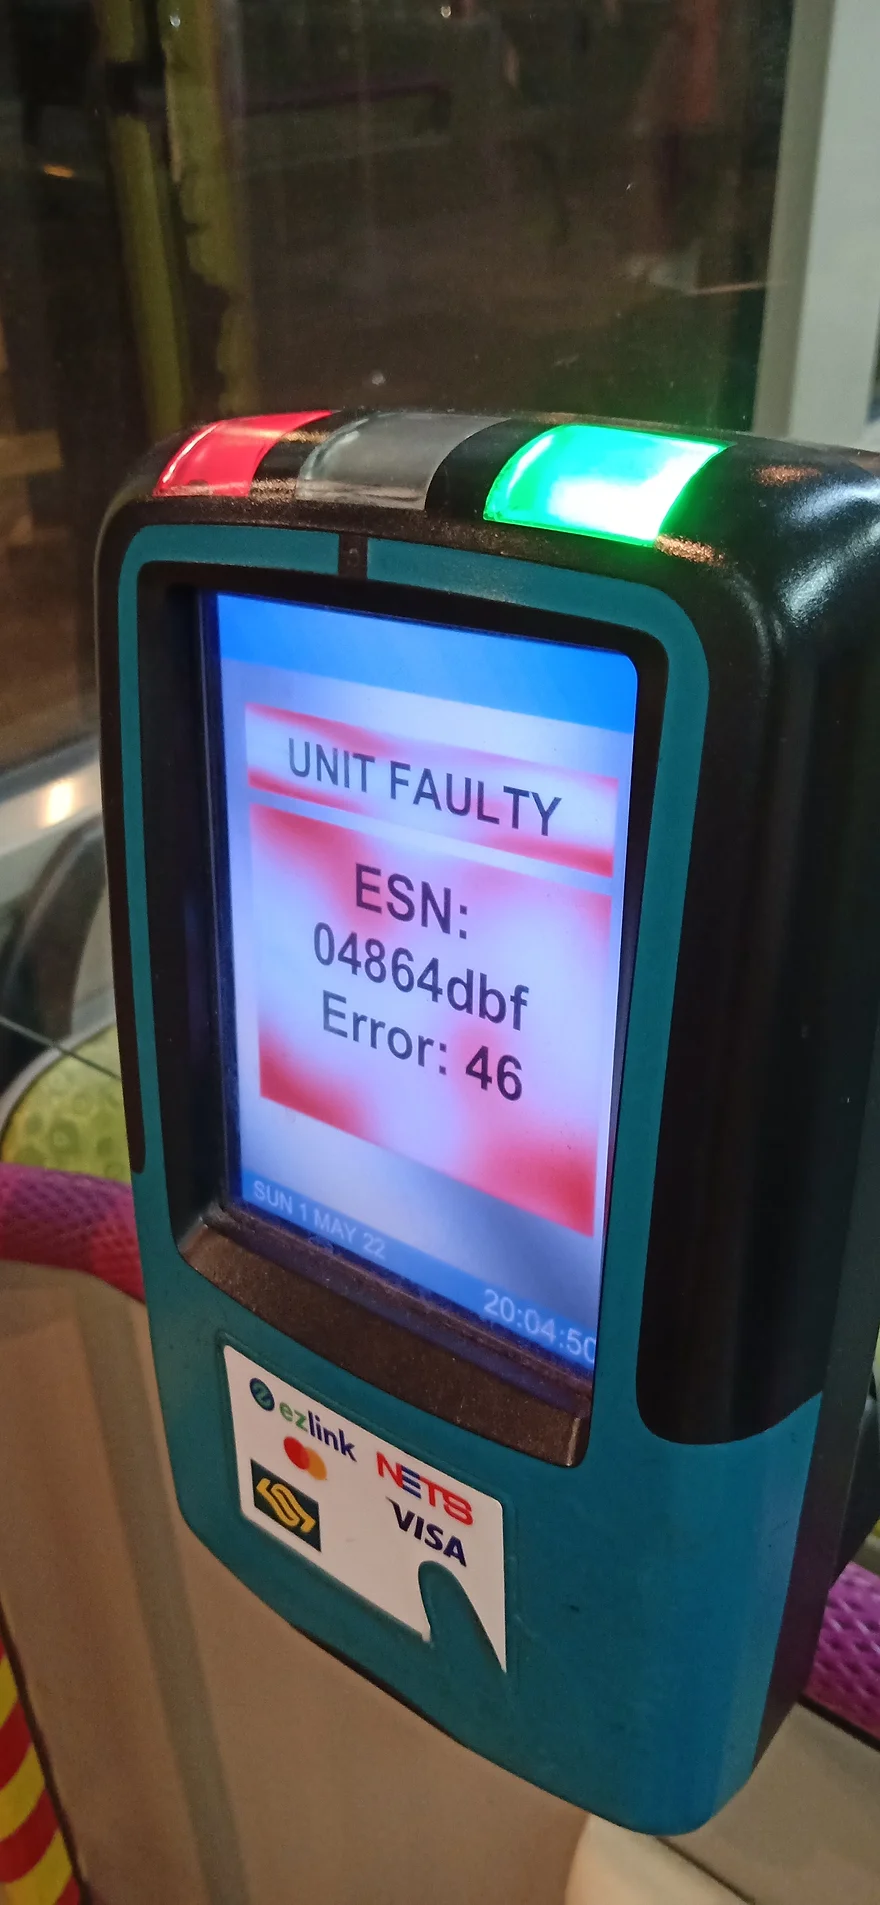 UNIT FAULTY
ESN:
04864dbf
Error: 46
SUN 1 MAY 22
20:04:50
ezlink
NETS
VISA